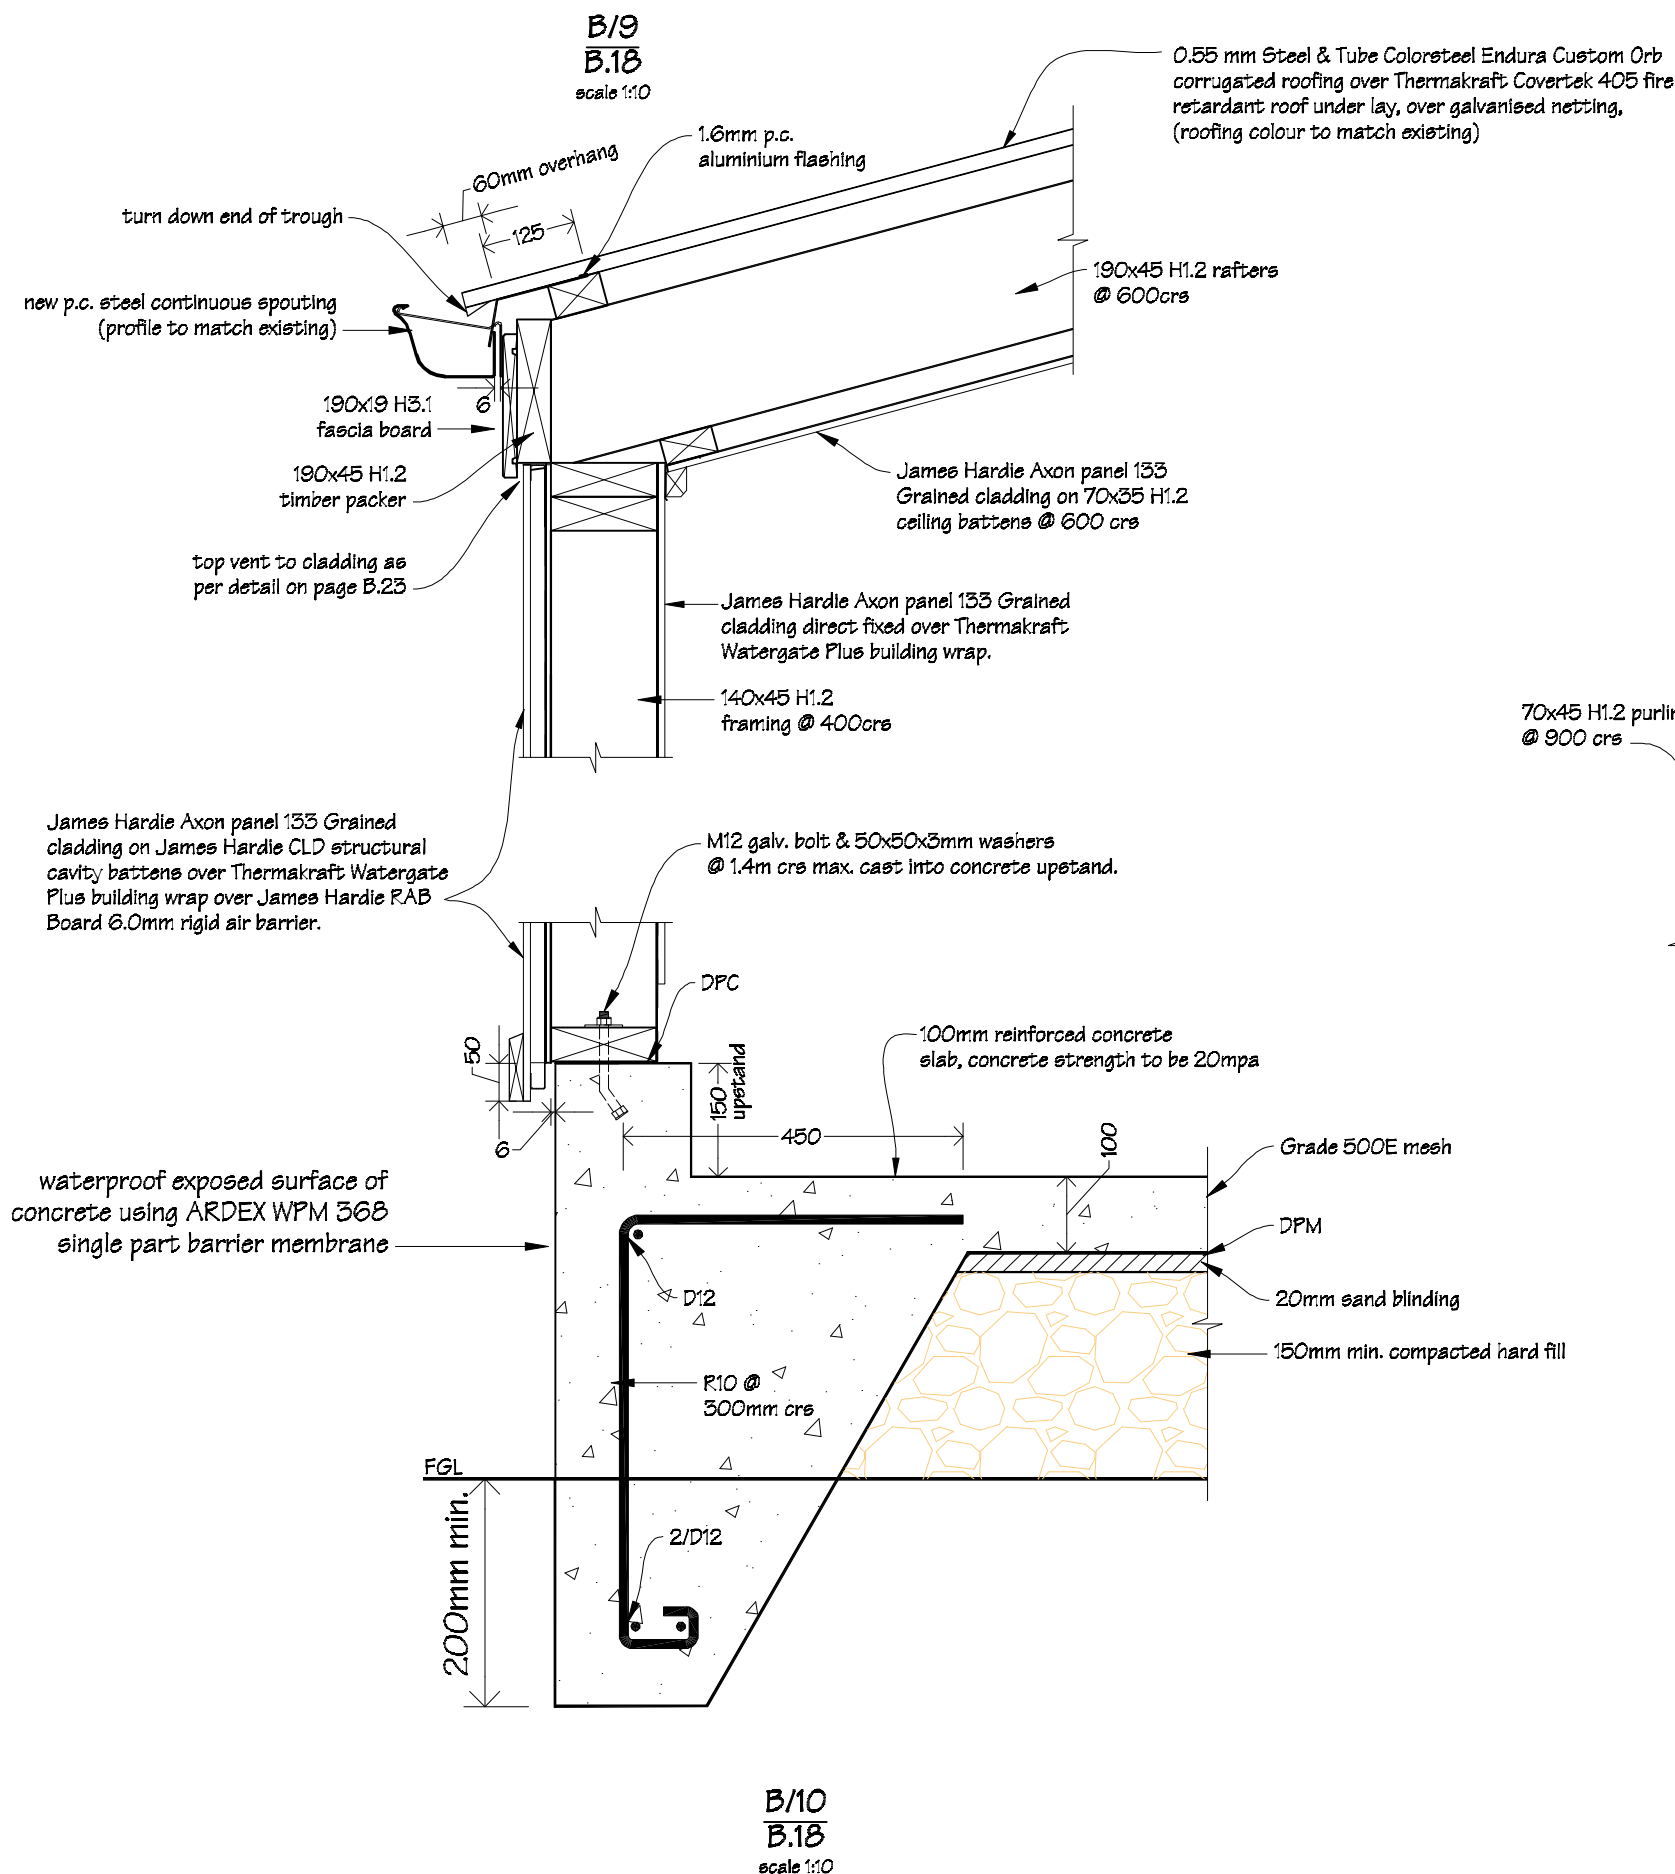 B/9
B.18
scale 1:10
0.55 mm Steel & Tube Colorsteel Endura Custom Orb
corrugated roofing over Thermakraft Covertek 405 fire
retardant roof under lay, over galvanised netting,
(roofing colour to match existing)
1.6mm p.c.
aluminium flashing
60mm overhang
turn down end of trough
125
new p.c. steel continuous spouting
(profile to match existing)
190x45 H1.2 rafters
@ 600crs
6
190x19 H3.1
fascia board
190x45 H1.2
timber packer
James Hardie Axon panel 133
Grained cladding on 70x35 H1.2
ceiling battens @ 600 crs
top vent to cladding as
per detail on page B.23
James Hardie Axon panel 133 Grained
cladding direct fixed over Thermakraft
Watergate Plus building wrap.
140x45 H1.2
framing @ 400crs
70x45 H1.2 purlin
@ 900 crs
James Hardie Axon panel 133 Grained
cladding on James Hardie CLD structural
cavity battens over Thermakraft Watergate
Plus building wrap over James Hardie RAB
Board 6.0mm rigid air barrier.
M12 galv. bolt & 50x50x3mm washers
@ 1.4m crs max. cast into concrete upstand.
DPC
100mm reinforced concrete
slab, concrete strength to be 20mpa
50
150
upstand
6
450
100
Grade 500E mesh
DPM
20mm sand blinding
150mm min. compacted hard fill
waterproof exposed surface of
concrete using ARDEX WPM 368
single part barrier membrane
D12
R10 @
300mm crs
FGL
200mm min.
2/D12
B/10
B.18
scale 1:10